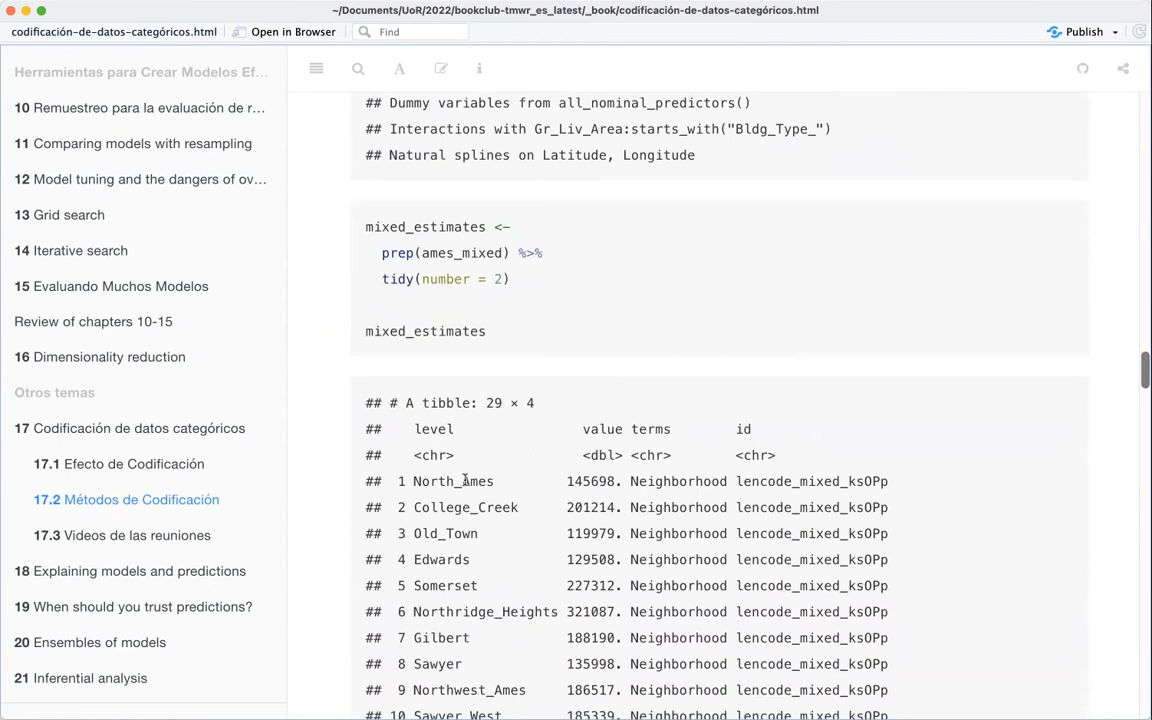 ~/Documents/UoR/2022/bookclub-tmwr_es_latest/_book/codificación-de-datos-categóricos.html
codificación-de-datos-categóricos.html
Open in Browser
Find
Publish
Herramientas para Crear Modelos Ef...
10 Remuestreo para la evaluación de r...
11 Comparing models with resampling
12 Model tuning and the dangers of ov...
13 Grid search
14 Iterative search
15 Evaluando Muchos Modelos
Review of chapters 10-15
16 Dimensionality reduction
Otros temas
17 Codificación de datos categóricos
17.1 Efecto de Codificación
17.2 Métodos de Codificación
17.3 Videos de las reuniones
18 Explaining models and predictions
19 When should you trust predictions?
20 Ensembles of models
21 Inferential analysis
## Dummy variables from all_nominal_predictors()
## Interactions with Gr_Liv_Area:starts_with("Bldg_Type_")
## Natural splines on Latitude, Longitude
mixed_estimates <-
prep(ames_mixed) %>%
tidy(number = 2)
mixed_estimates
## # A tibble: 29 × 4
## level value terms id
## <chr> <dbl> <chr> <chr>
## 1 North_Ames 145698. Neighborhood lencode_mixed_ksOPp
## 2 College_Creek 201214. Neighborhood lencode_mixed_ksOPp
## 3 Old_Town 119979. Neighborhood lencode_mixed_ksOPp
## 4 Edwards 129508. Neighborhood lencode_mixed_ksOPp
## 5 Somerset 227312. Neighborhood lencode_mixed_ksOPp
## 6 Northridge_Heights 321087. Neighborhood lencode_mixed_ksOPp
## 7 Gilbert 188190. Neighborhood lencode_mixed_ksOPp
## 8 Sawyer 135998. Neighborhood lencode_mixed_ksOPp
## 9 Northwest_Ames 186517. Neighborhood lencode_mixed_ksOPp
## 10 Sawyer_West 185339. Neighborhood lencode_mixed_ksOPp